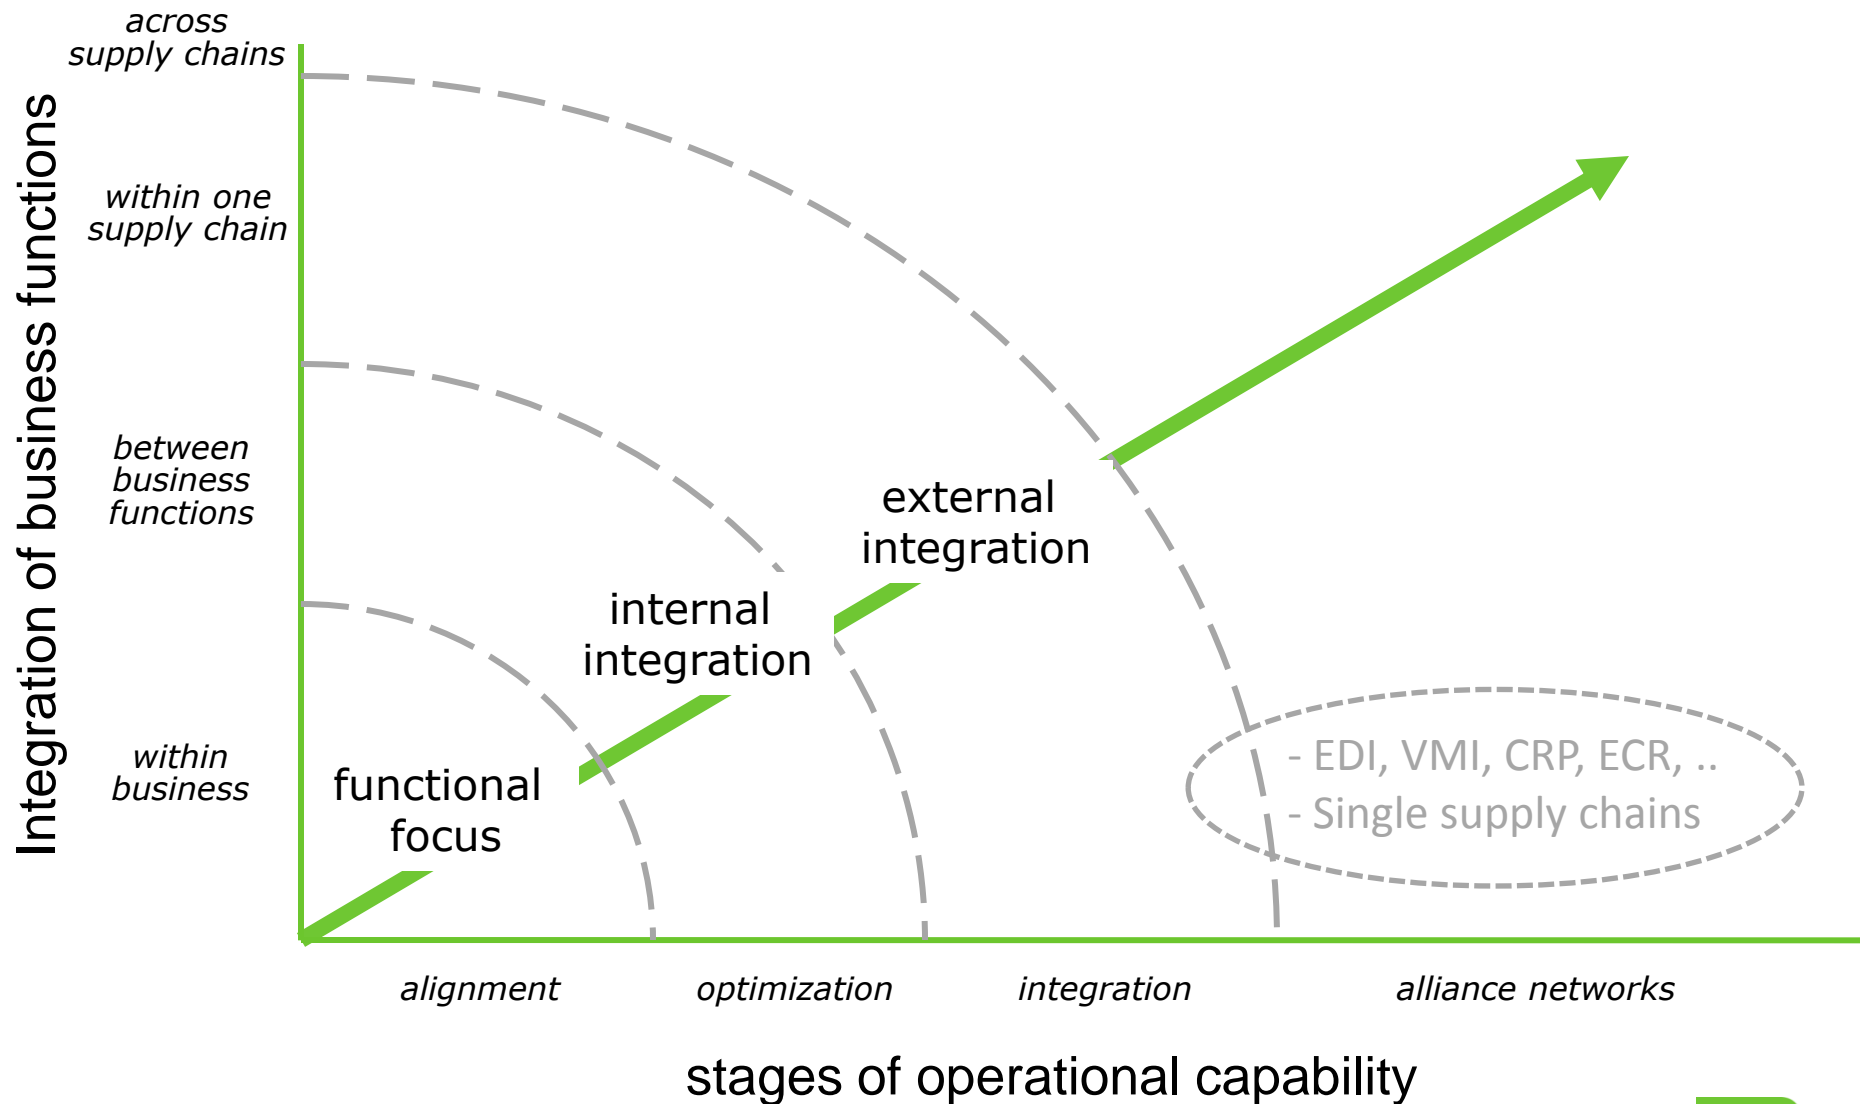 across
supply chains
within one
supply chain
between
business
functions
within
business
Integration of business functions
external
integration
internal
integration
functional
focus
- EDI, VMI, CRP, ECR, ..
- Single supply chains
alignment
optimization
integration
alliance networks
stages of operational capability